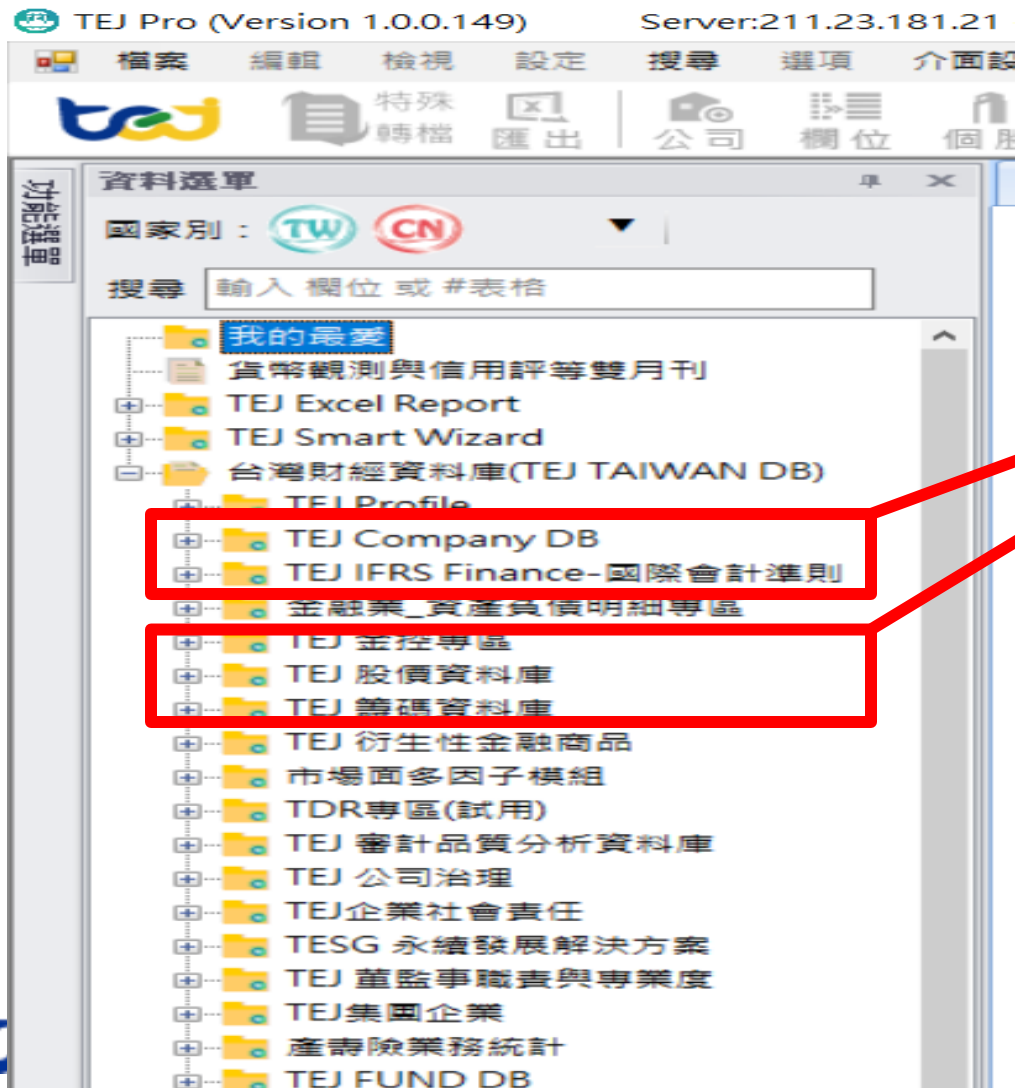 TEJ Pro (Version 1.0.0.149) Server:211.23.181.21
檔案 編輯 檢視 設定 搜尋 選項 介面設
tej 特殊轉檔 匯出 公司 欄位 個股
功能選單
資料選單
國家別 : TW CN
搜尋 輸入 欄位 或 #表格
我的最愛
貨幣觀測與信用評等雙月刊
TEJ Excel Report
TEJ Smart Wizard
台灣財經資料庫(TEJ TAIWAN DB)
TEJ Profile
TEJ Company DB
TEJ IFRS Finance-國際會計準則
金融業_資產負債明細專區
TEJ 金控專區
TEJ 股價資料庫
TEJ 籌碼資料庫
TEJ 衍生性金融商品
市場面多因子模組
TDR專區(試用)
TEJ 審計品質分析資料庫
TEJ 公司治理
TEJ企業社會責任
TESG 永續發展解決方案
TEJ 董監事職責與專業度
TEJ集團企業
產壽險業務統計
TEJ FUND DB